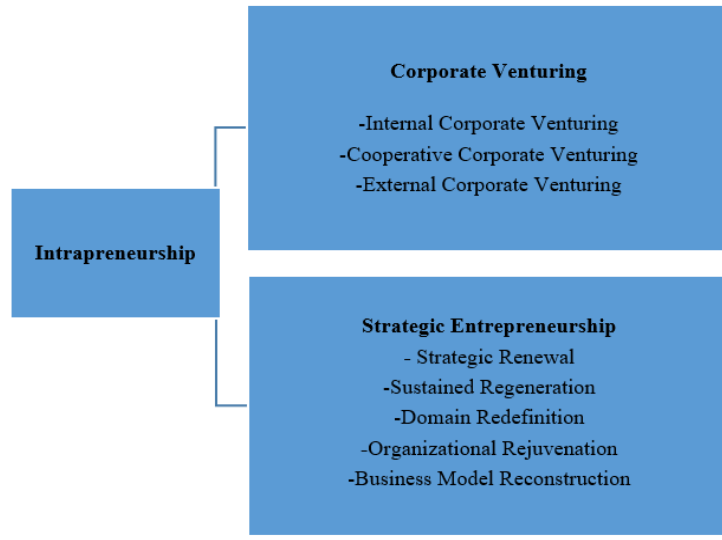 Intrapreneurship
Corporate Venturing
-Internal Corporate Venturing
-Cooperative Corporate Venturing
-External Corporate Venturing
Strategic Entrepreneurship
- Strategic Renewal
-Sustained Regeneration
-Domain Redefinition
-Organizational Rejuvenation
-Business Model Reconstruction